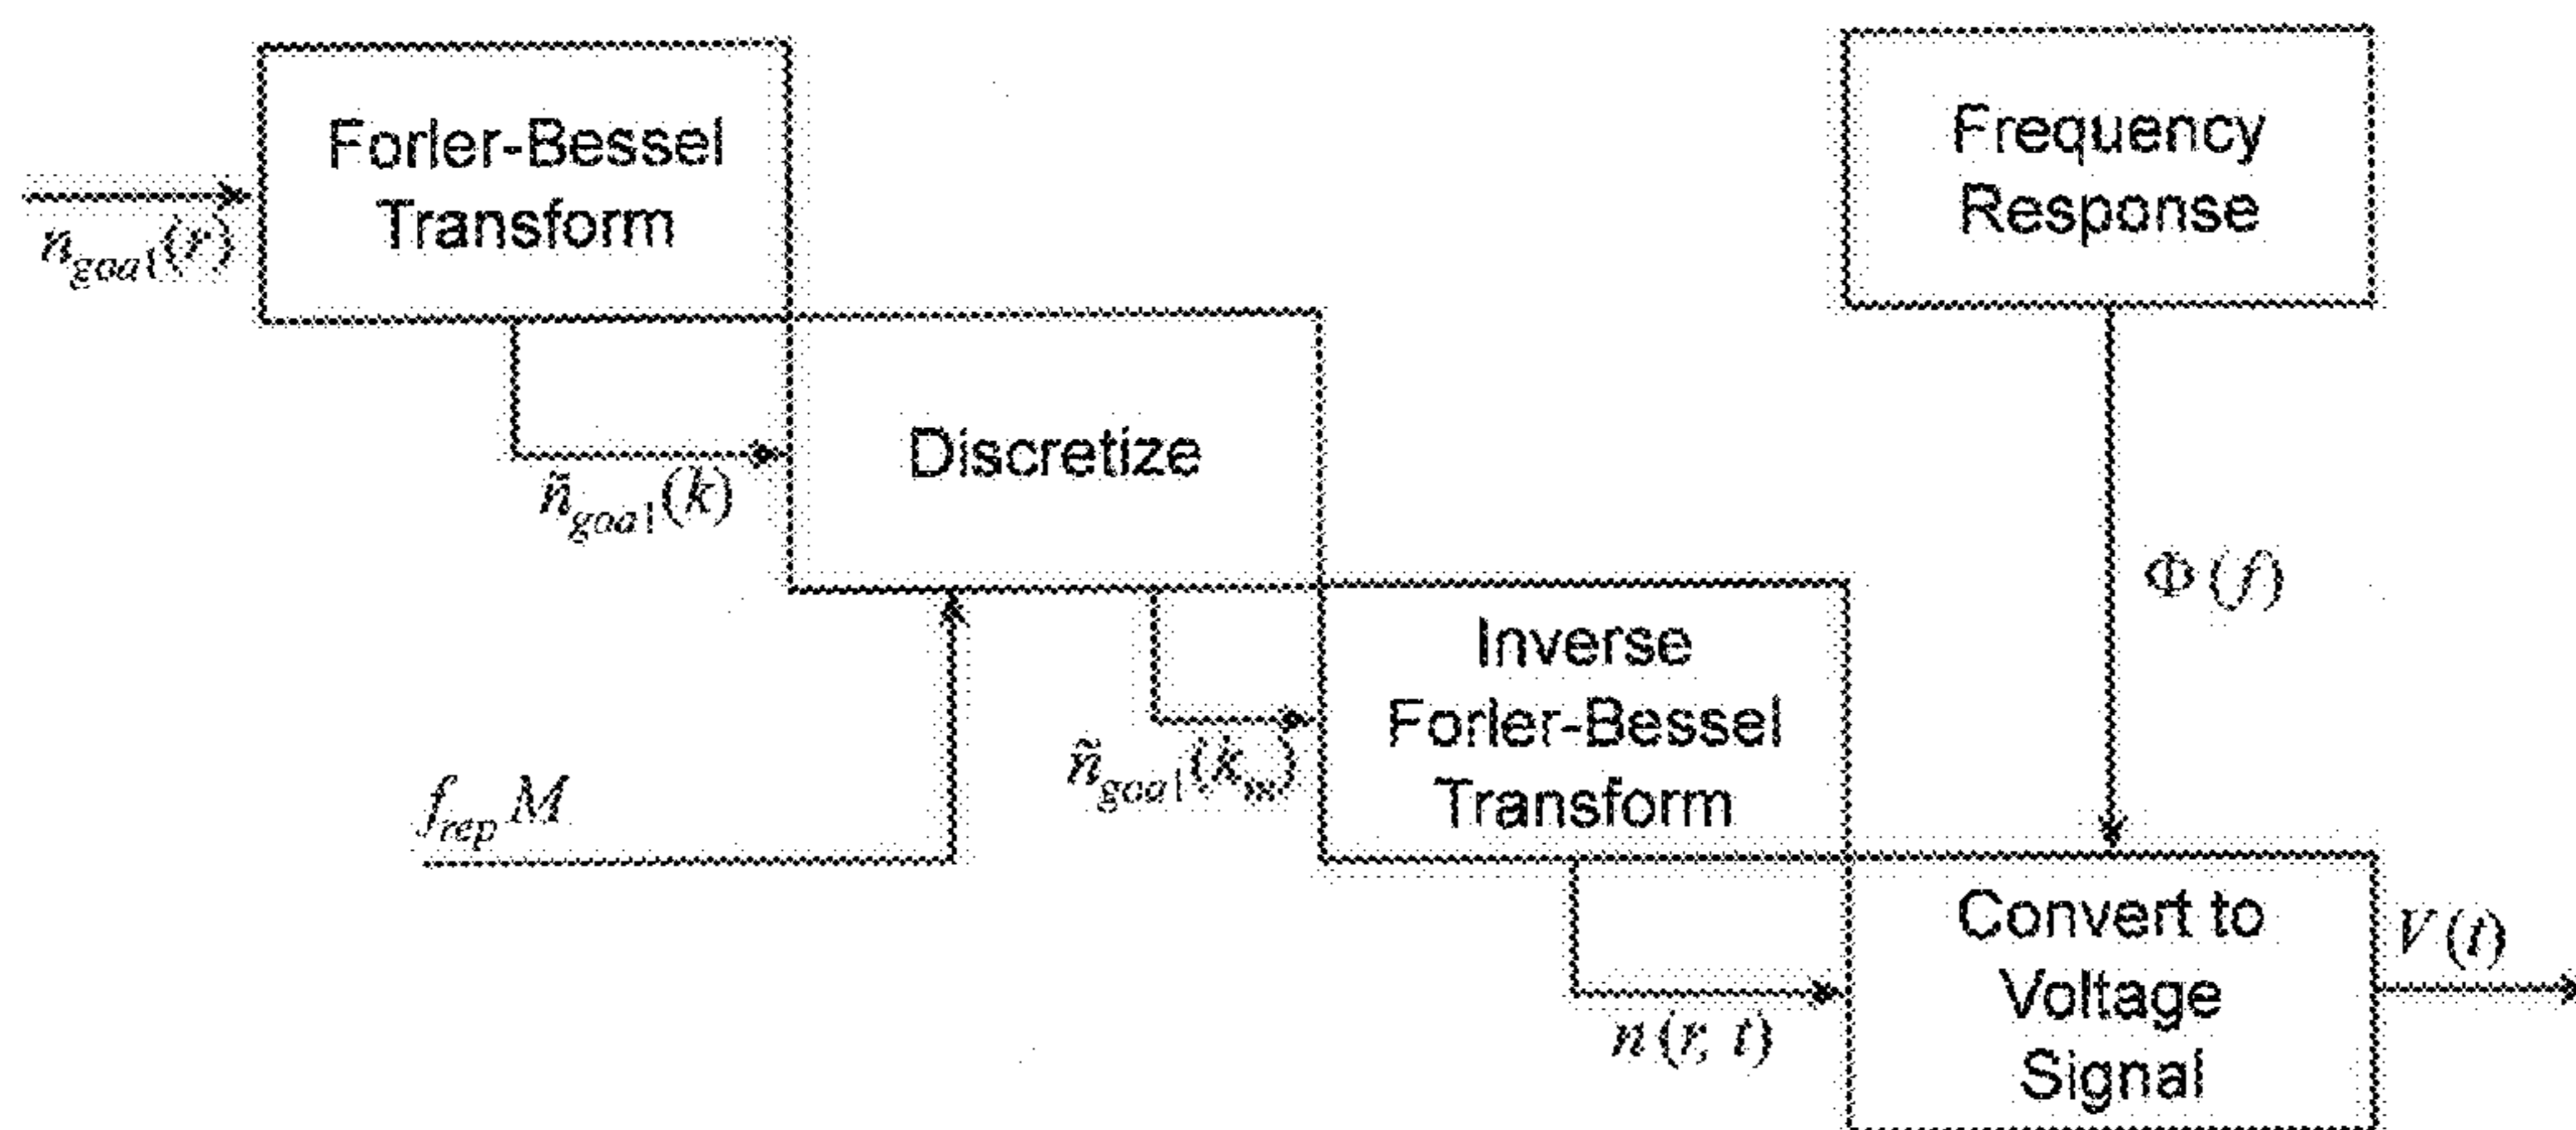 Forler-Bessel
Transform
n_goal(r)
Frequency
Response
Discretize
ñ_goal(k)
Φ(f)
Inverse
Forler-Bessel
Transform
ñ_goal(k_m)
f_rep M
Convert to
Voltage
Signal
V(t)
n(r, t)